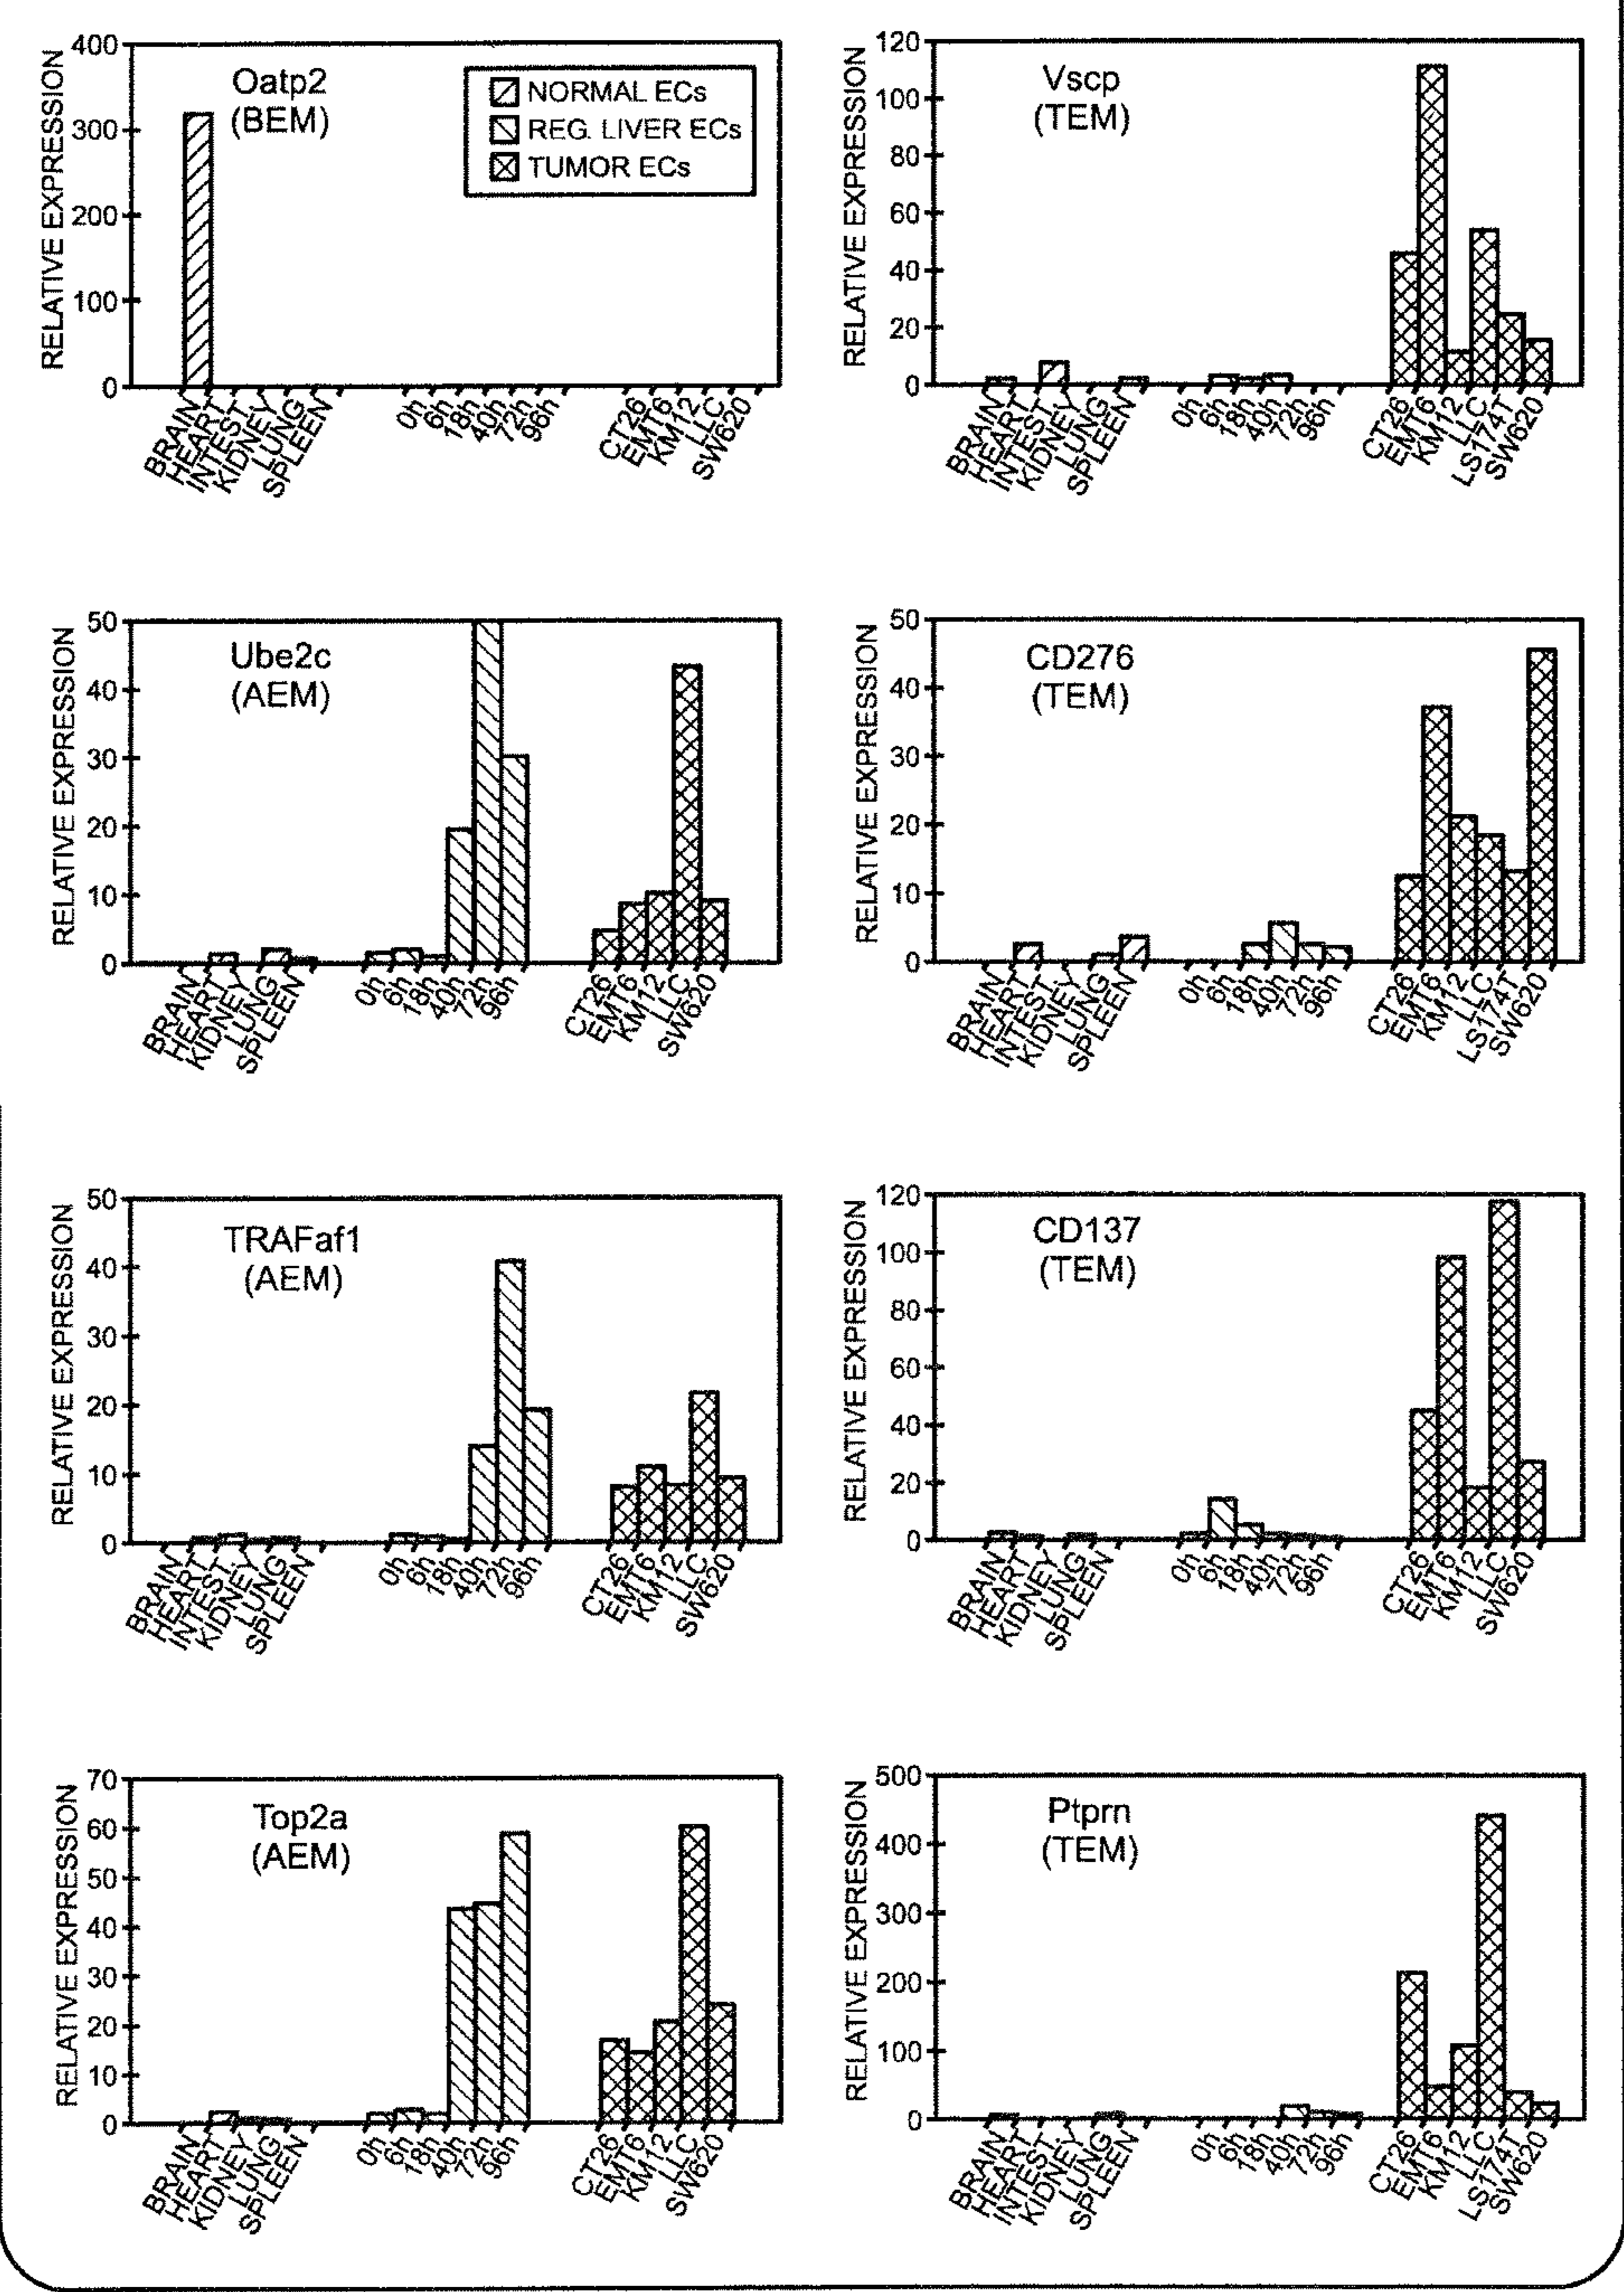 RELATIVE EXPRESSION
400
300
200
100
0
Oatp2
(BEM)
NORMAL ECs
REG. LIVER ECs
TUMOR ECs
BRAIN
HEART
INTEST.
KIDNEY
LUNG
SPLEEN
0h
6h
18h
40h
72h
96h
CT26
EMT6
KM12
LLC
SW620
RELATIVE EXPRESSION
120
100
80
60
40
20
0
Vscp
(TEM)
BRAIN
HEART
INTEST.
KIDNEY
LUNG
SPLEEN
0h
6h
18h
40h
72h
96h
CT26
EMT6
KM12
LLC
LS174T
SW620
RELATIVE EXPRESSION
50
40
30
20
10
0
Ube2c
(AEM)
BRAIN
HEART
KIDNEY
LUNG
SPLEEN
0h
6h
18h
40h
72h
96h
CT26
EMT6
KM12
LLC
SW620
RELATIVE EXPRESSION
50
40
30
20
10
0
CD276
(TEM)
BRAIN
HEART
INTEST.
KIDNEY
LUNG
SPLEEN
0h
6h
18h
40h
72h
96h
CT26
EMT6
KM12
LLC
LS174T
SW620
RELATIVE EXPRESSION
50
40
30
20
10
0
TRAFaf1
(AEM)
BRAIN
HEART
INTEST.
KIDNEY
LUNG
SPLEEN
0h
6h
18h
40h
72h
96h
CT26
EMT6
KM12
LLC
SW620
RELATIVE EXPRESSION
120
100
80
60
40
20
0
CD137
(TEM)
BRAIN
HEART
KIDNEY
LUNG
SPLEEN
0h
6h
18h
40h
72h
96h
CT26
EMT6
KM12
LLC
SW620
RELATIVE EXPRESSION
70
60
50
40
30
20
10
0
Top2a
(AEM)
BRAIN
HEART
KIDNEY
LUNG
SPLEEN
0h
6h
18h
40h
72h
96h
CT26
EMT6
KM12
LLC
SW620
RELATIVE EXPRESSION
500
400
300
200
100
0
Ptprn
(TEM)
BRAIN
HEART
INTEST.
KIDNEY
LUNG
SPLEEN
0h
6h
18h
40h
72h
96h
CT26
EMT6
KM12
LLC
LS174T
SW620